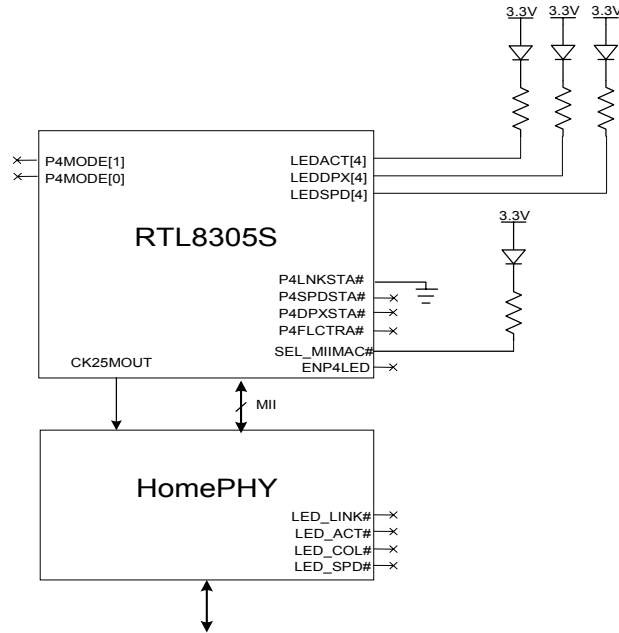 3.3V 3.3V 3.3V
P4MODE[1]
P4MODE[0]
LEDACT[4]
LEDDPX[4]
LEDSPD[4]
RTL8305S
3.3V
P4LNKSTA#
P4SPDSTA#
P4DPXSTA#
P4FLCTRA#
SEL_MIIMAC#
ENP4LED
CK25MOUT
MII
HomePHY
LED_LINK#
LED_ACT#
LED_COL#
LED_SPD#